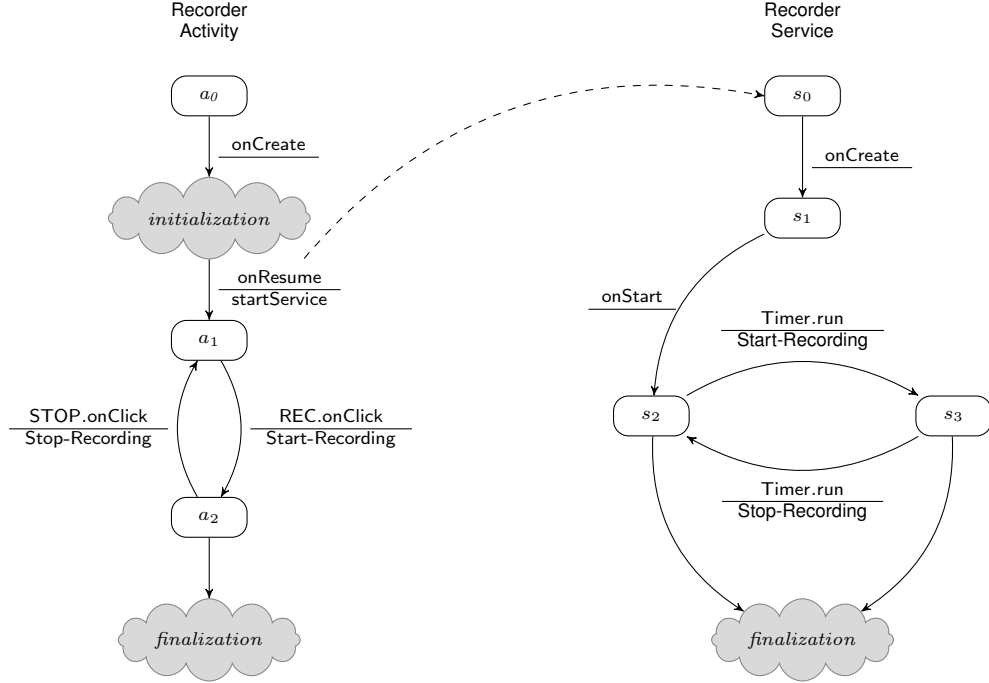 Recorder
Activity
Recorder
Service
a0
s0
onCreate
onCreate
initialization
s1
onResume
startService
onStart
a1
Timer.run
Start-Recording
STOP.onClick
Stop-Recording
REC.onClick
Start-Recording
s2
s3
Timer.run
Stop-Recording
a2
finalization
finalization